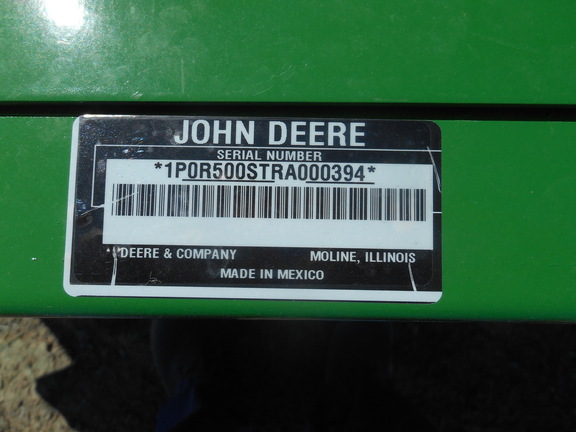 JOHN DEERE
SERIAL NUMBER
*1P0R500STRA000394*
* DEERE & COMPANY MOLINE, ILLINOIS
MADE IN MEXICO